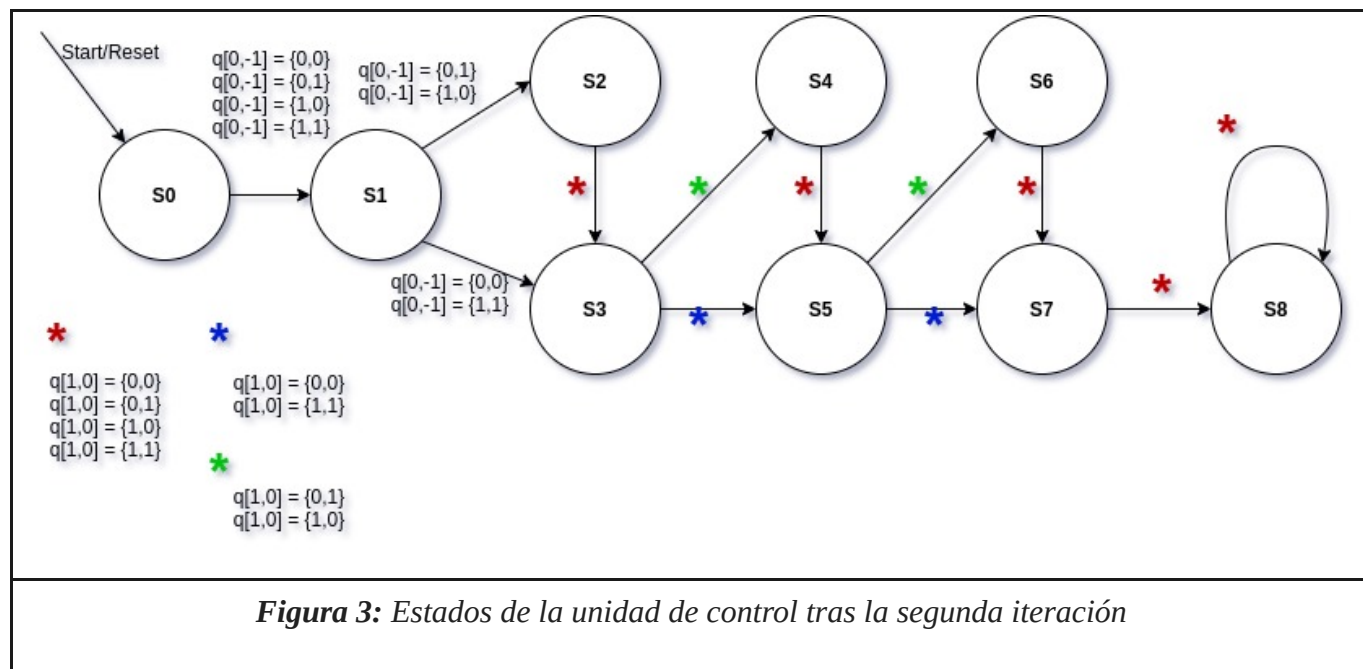 Start/Reset
q[0,-1] = {0,0}
q[0,-1] = {0,1}
q[0,-1] = {1,0}
q[0,-1] = {1,1}
q[0,-1] = {0,1}
q[0,-1] = {1,0}
S2
S4
S6
*
S0
S1
*
*
*
*
*
q[0,-1] = {0,0}
q[0,-1] = {1,1}
S3
*
S5
*
S7
*
S8
*
q[1,0] = {0,0}
q[1,0] = {0,1}
q[1,0] = {1,0}
q[1,0] = {1,1}
*
q[1,0] = {0,0}
q[1,0] = {1,1}
*
q[1,0] = {0,1}
q[1,0] = {1,0}
Figura 3: Estados de la unidad de control tras la segunda iteración